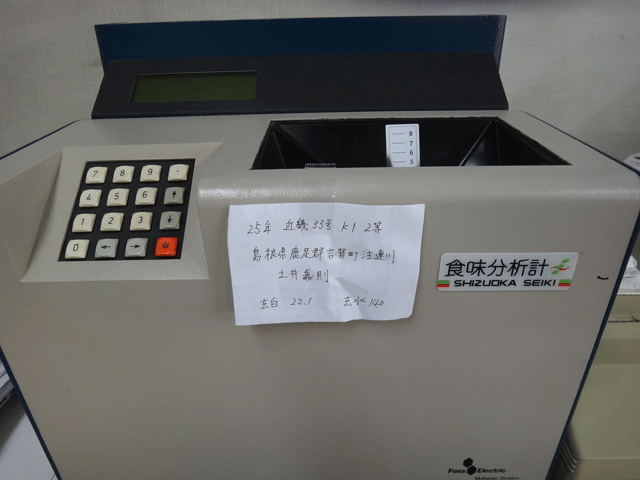 8
7
6
5
7 8 9 ·
4 5 6 ↑
1 2 3 ↓
0 ← →
25年 近畿33号 K1 2等
島根県鹿足郡吉賀町注連川
土井 則
玄白 22.1 玄水 14.0
食味分析計
SHIZUOKA SEIKI
Foss Electric
Multispec Division